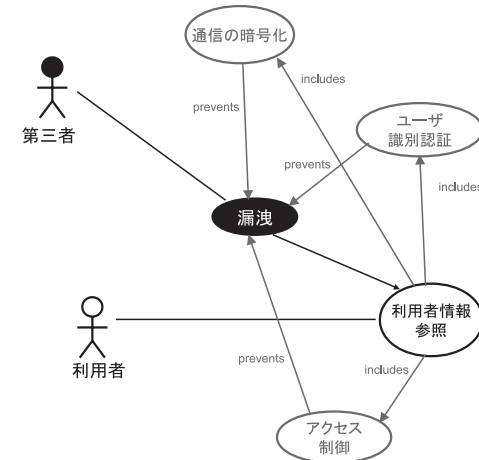 通信の暗号化
includes
第三者
prevents
ユーザ
識別認証
prevents
includes
漏洩
利用者情報
参照
利用者
prevents
includes
アクセス
制御